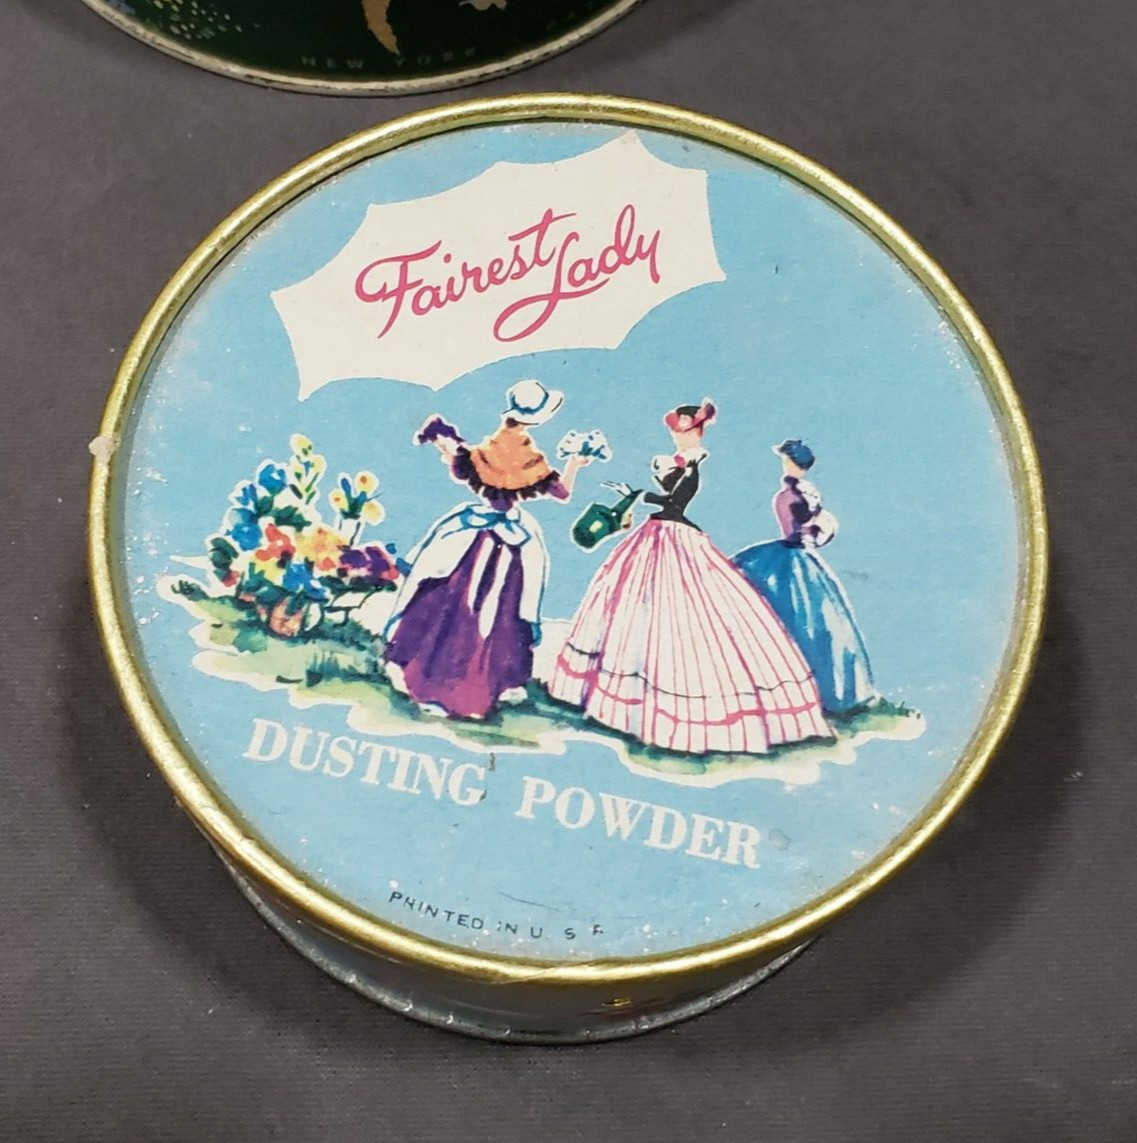 NEW YORK
Fairest Lady
DUSTING POWDER
PRINTED IN U. S